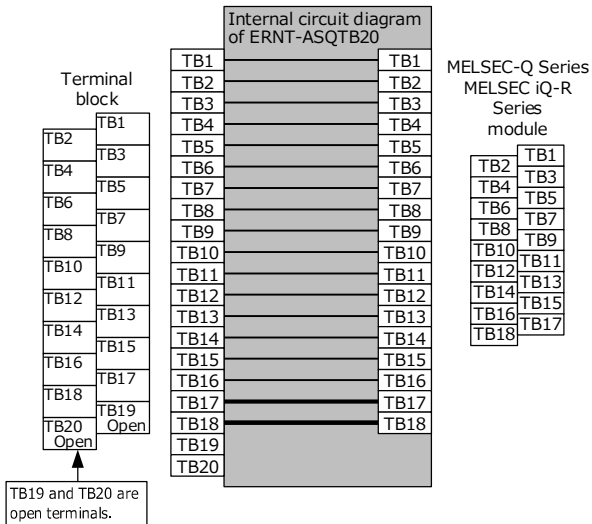 Internal circuit diagram
of ERNT-ASQTB20
Terminal
block
TB1
TB2
TB3
TB4
TB5
TB6
TB7
TB8
TB9
TB10
TB11
TB12
TB13
TB14
TB15
TB16
TB17
TB18
TB19
Open
TB20
Open
TB19 and TB20 are
open terminals.
TB1 TB1
TB2 TB2
TB3 TB3
TB4 TB4
TB5 TB5
TB6 TB6
TB7 TB7
TB8 TB8
TB9 TB9
TB10 TB10
TB11 TB11
TB12 TB12
TB13 TB13
TB14 TB14
TB15 TB15
TB16 TB16
TB17 TB17
TB18 TB18
TB19
TB20
MELSEC-Q Series
MELSEC iQ-R
Series
module
TB1
TB2
TB3
TB4
TB5
TB6
TB7
TB8
TB9
TB10
TB11
TB12
TB13
TB14
TB15
TB16
TB17
TB18